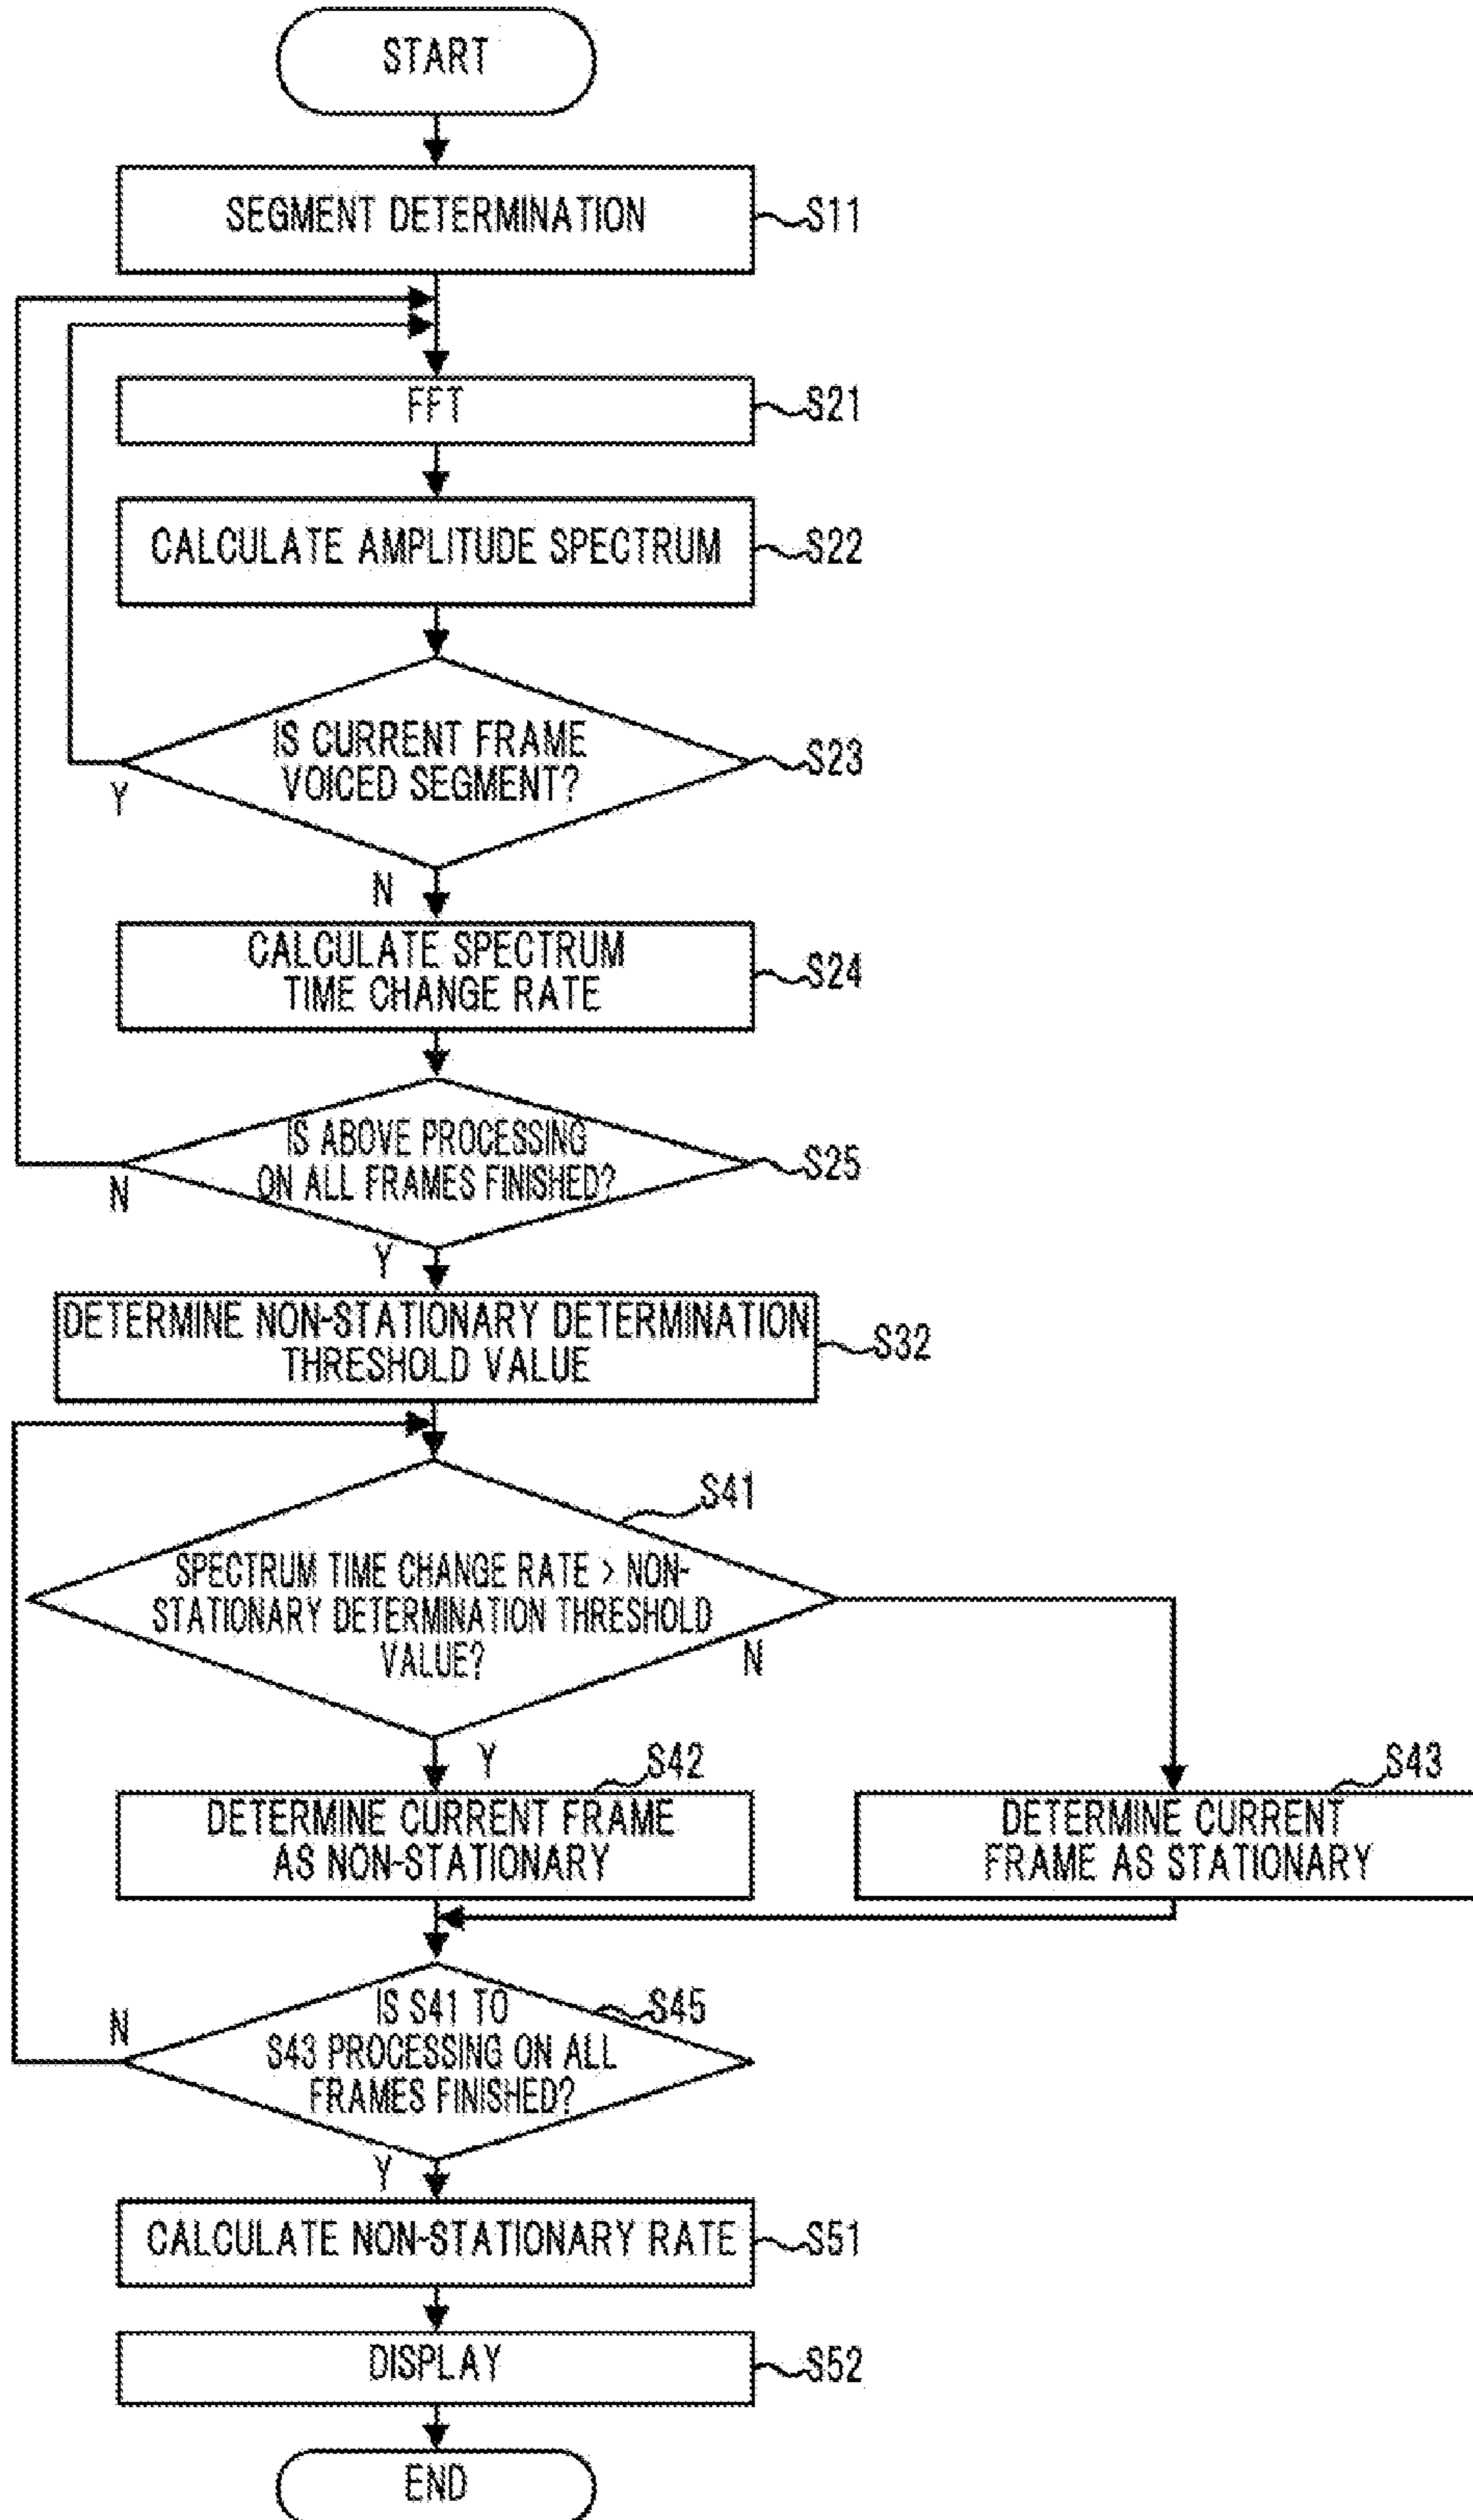 START
SEGMENT DETERMINATION
S11
FFT
S21
CALCULATE AMPLITUDE SPECTRUM
S22
IS CURRENT FRAME
VOICED SEGMENT?
S23
Y
N
CALCULATE SPECTRUM
TIME CHANGE RATE
S24
IS ABOVE PROCESSING
ON ALL FRAMES FINISHED?
S25
N
Y
DETERMINE NON-STATIONARY DETERMINATION
THRESHOLD VALUE
S32
S41
SPECTRUM TIME CHANGE RATE > NON-
STATIONARY DETERMINATION THRESHOLD
VALUE?
N
Y
S42
DETERMINE CURRENT FRAME
AS NON-STATIONARY
S43
DETERMINE CURRENT
FRAME AS STATIONARY
IS S41 TO
S43 PROCESSING ON ALL
FRAMES FINISHED?
S45
N
Y
CALCULATE NON-STATIONARY RATE
S51
DISPLAY
S52
END